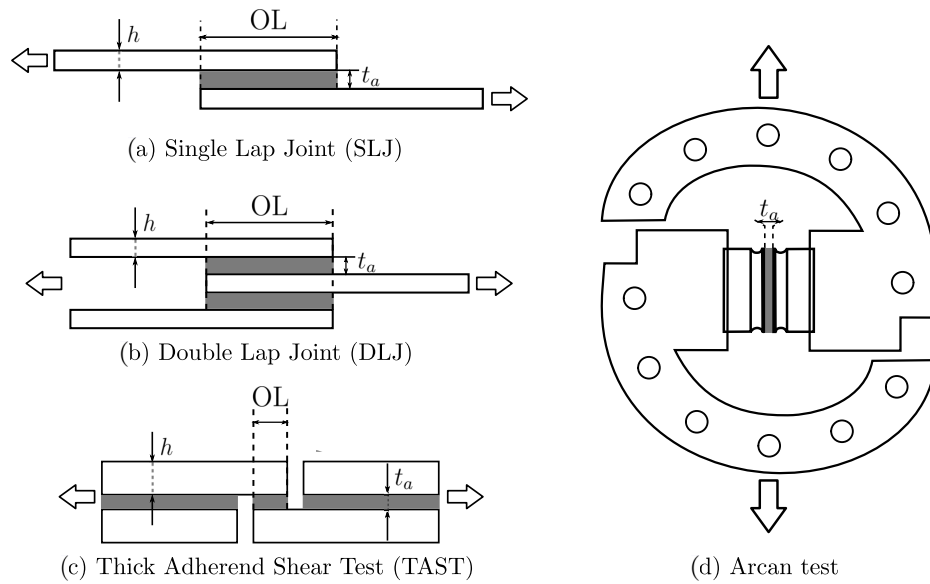 OL
h
t_a
(a) Single Lap Joint (SLJ)
OL
h
t_a
(b) Double Lap Joint (DLJ)
OL
h
t_a
(c) Thick Adherend Shear Test (TAST)
t_a
(d) Arcan test